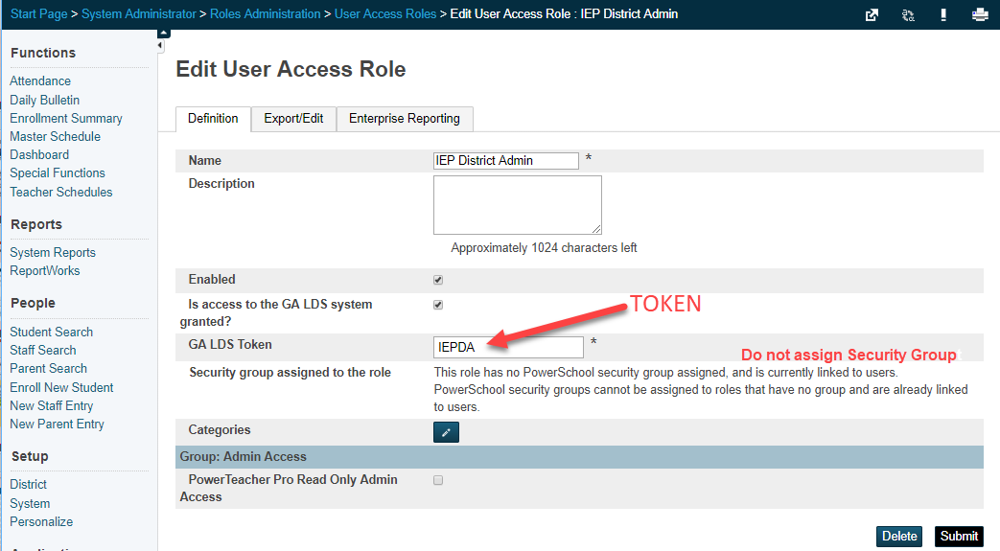 Start Page > System Administrator > Roles Administration > User Access Roles > Edit User Access Role : IEP District Admin
Functions
Attendance
Daily Bulletin
Enrollment Summary
Master Schedule
Dashboard
Special Functions
Teacher Schedules
Reports
System Reports
ReportWorks
People
Student Search
Staff Search
Parent Search
Enroll New Student
New Staff Entry
New Parent Entry
Setup
District
System
Personalize
Edit User Access Role
Definition Export/Edit Enterprise Reporting
Name IEP District Admin *
Description
Approximately 1024 characters left
Enabled
Is access to the GA LDS system
granted?
TOKEN
GA LDS Token IEPDA *
Do not assign Security Group
Security group assigned to the role This role has no PowerSchool security group assigned, and is currently linked to users.
PowerSchool security groups cannot be assigned to roles that have no group and are already linked
to users.
Categories
Group: Admin Access
PowerTeacher Pro Read Only Admin
Access
Delete Submit